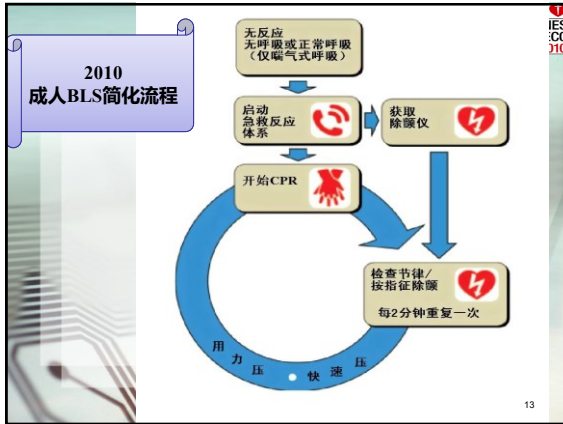 2010
成人BLS简化流程
无反应
无呼吸或正常呼吸
（仅喘气式呼吸）
启动
急救反应
体系
获取
除颤仪
开始CPR
检查节律/
按指征除颤
每2分钟重复一次
用力压 • 快速压
13